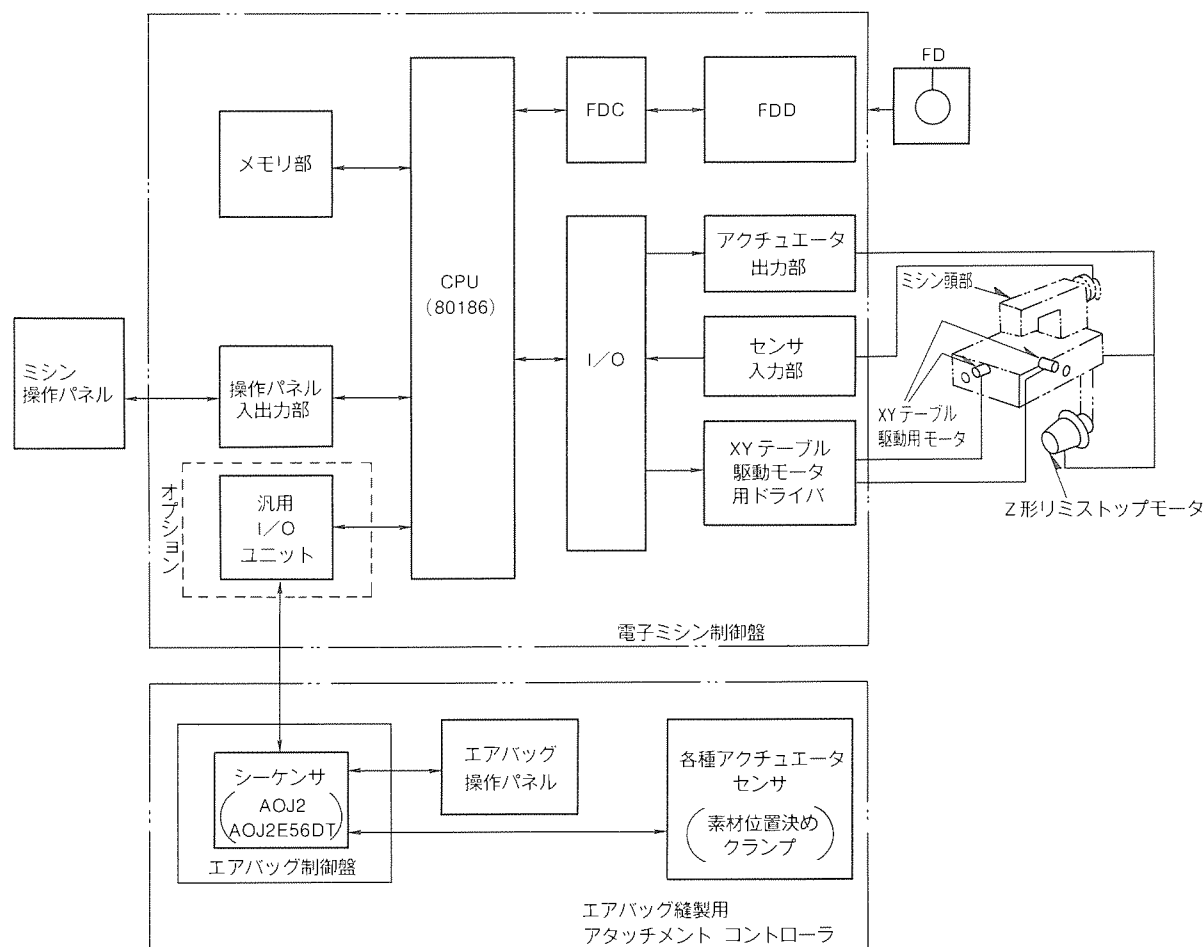 FD
FDC
FDD
メモリ部
CPU
(80186)
アクチュエータ
出力部
ミシン頭部
I/O
センサ
入力部
ミシン
操作パネル
操作パネル
入出力部
XYテーブル
駆動用モータ
XYテーブル
駆動モータ
用ドライバ
Z形リミストップモータ
オプション
汎用
I/O
ユニット
電子ミシン制御盤
シーケンサ
AOJ2
AOJ2E56DT
エアバッグ制御盤
エアバッグ
操作パネル
各種アクチュエータ
センサ
素材位置決め
クランプ
エアバッグ縫製用
アタッチメント コントローラ